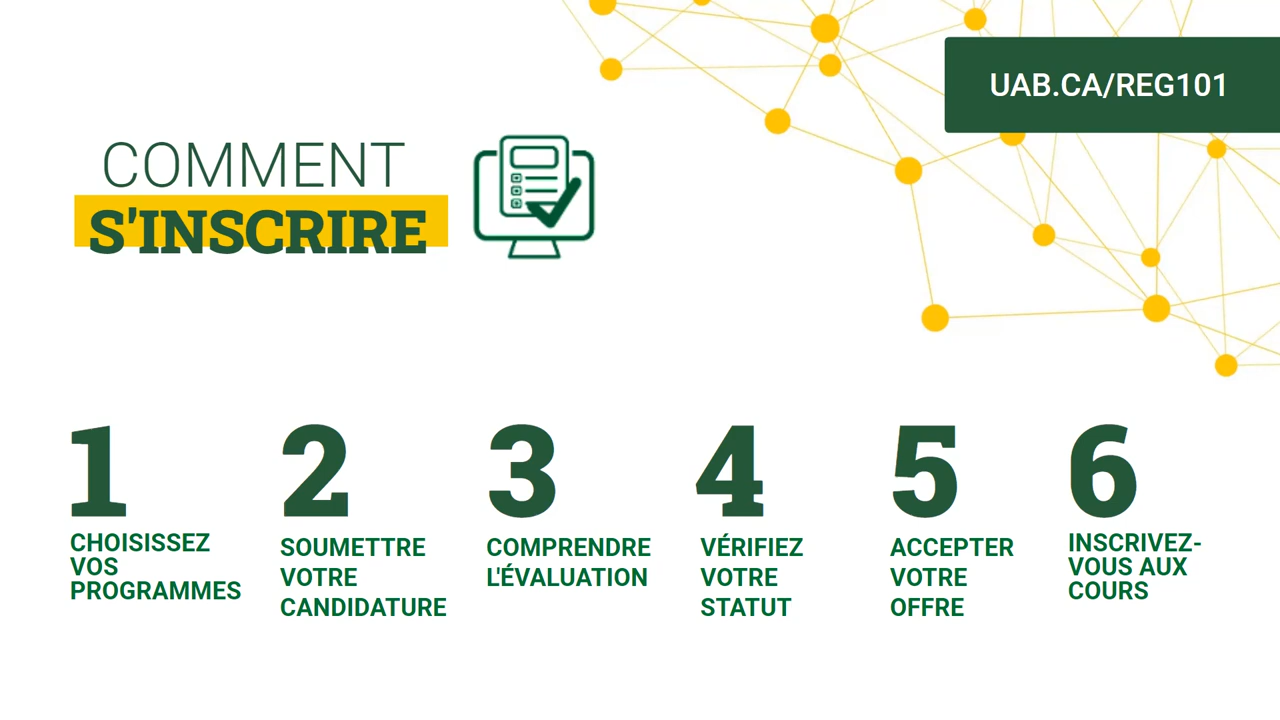 UAB.CA/REG101
COMMENT
S'INSCRIRE
1
CHOISISSEZ
VOS
PROGRAMMES
2
SOUMETTRE
VOTRE
CANDIDATURE
3
COMPRENDRE
L'ÉVALUATION
4
VÉRIFIEZ
VOTRE
STATUT
5
ACCEPTER
VOTRE
OFFRE
6
INSCRIVEZ-
VOUS AUX
COURS